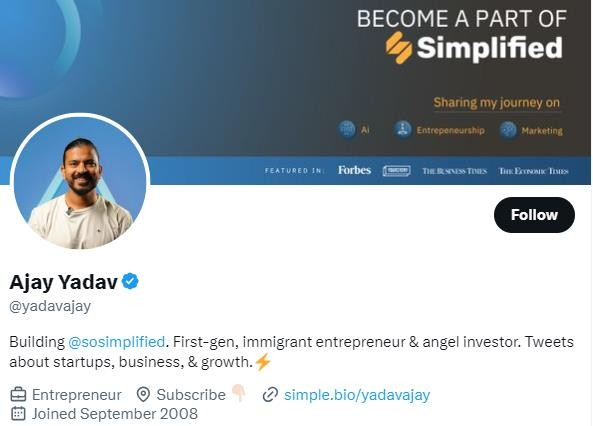 BECOME A PART OF
Simplified
Sharing my journey on
Ai Entrepeneurship Marketing
FEATURED IN: Forbes THE BUSINESS TIMES THE ECONOMIC TIMES
Follow
Ajay Yadav
@yadavajay
Building @sosimplified. First-gen, immigrant entrepreneur & angel investor. Tweets
about startups, business, & growth.⚡
Entrepreneur Subscribe 👇🏻 simple.bio/yadavajay
Joined September 2008